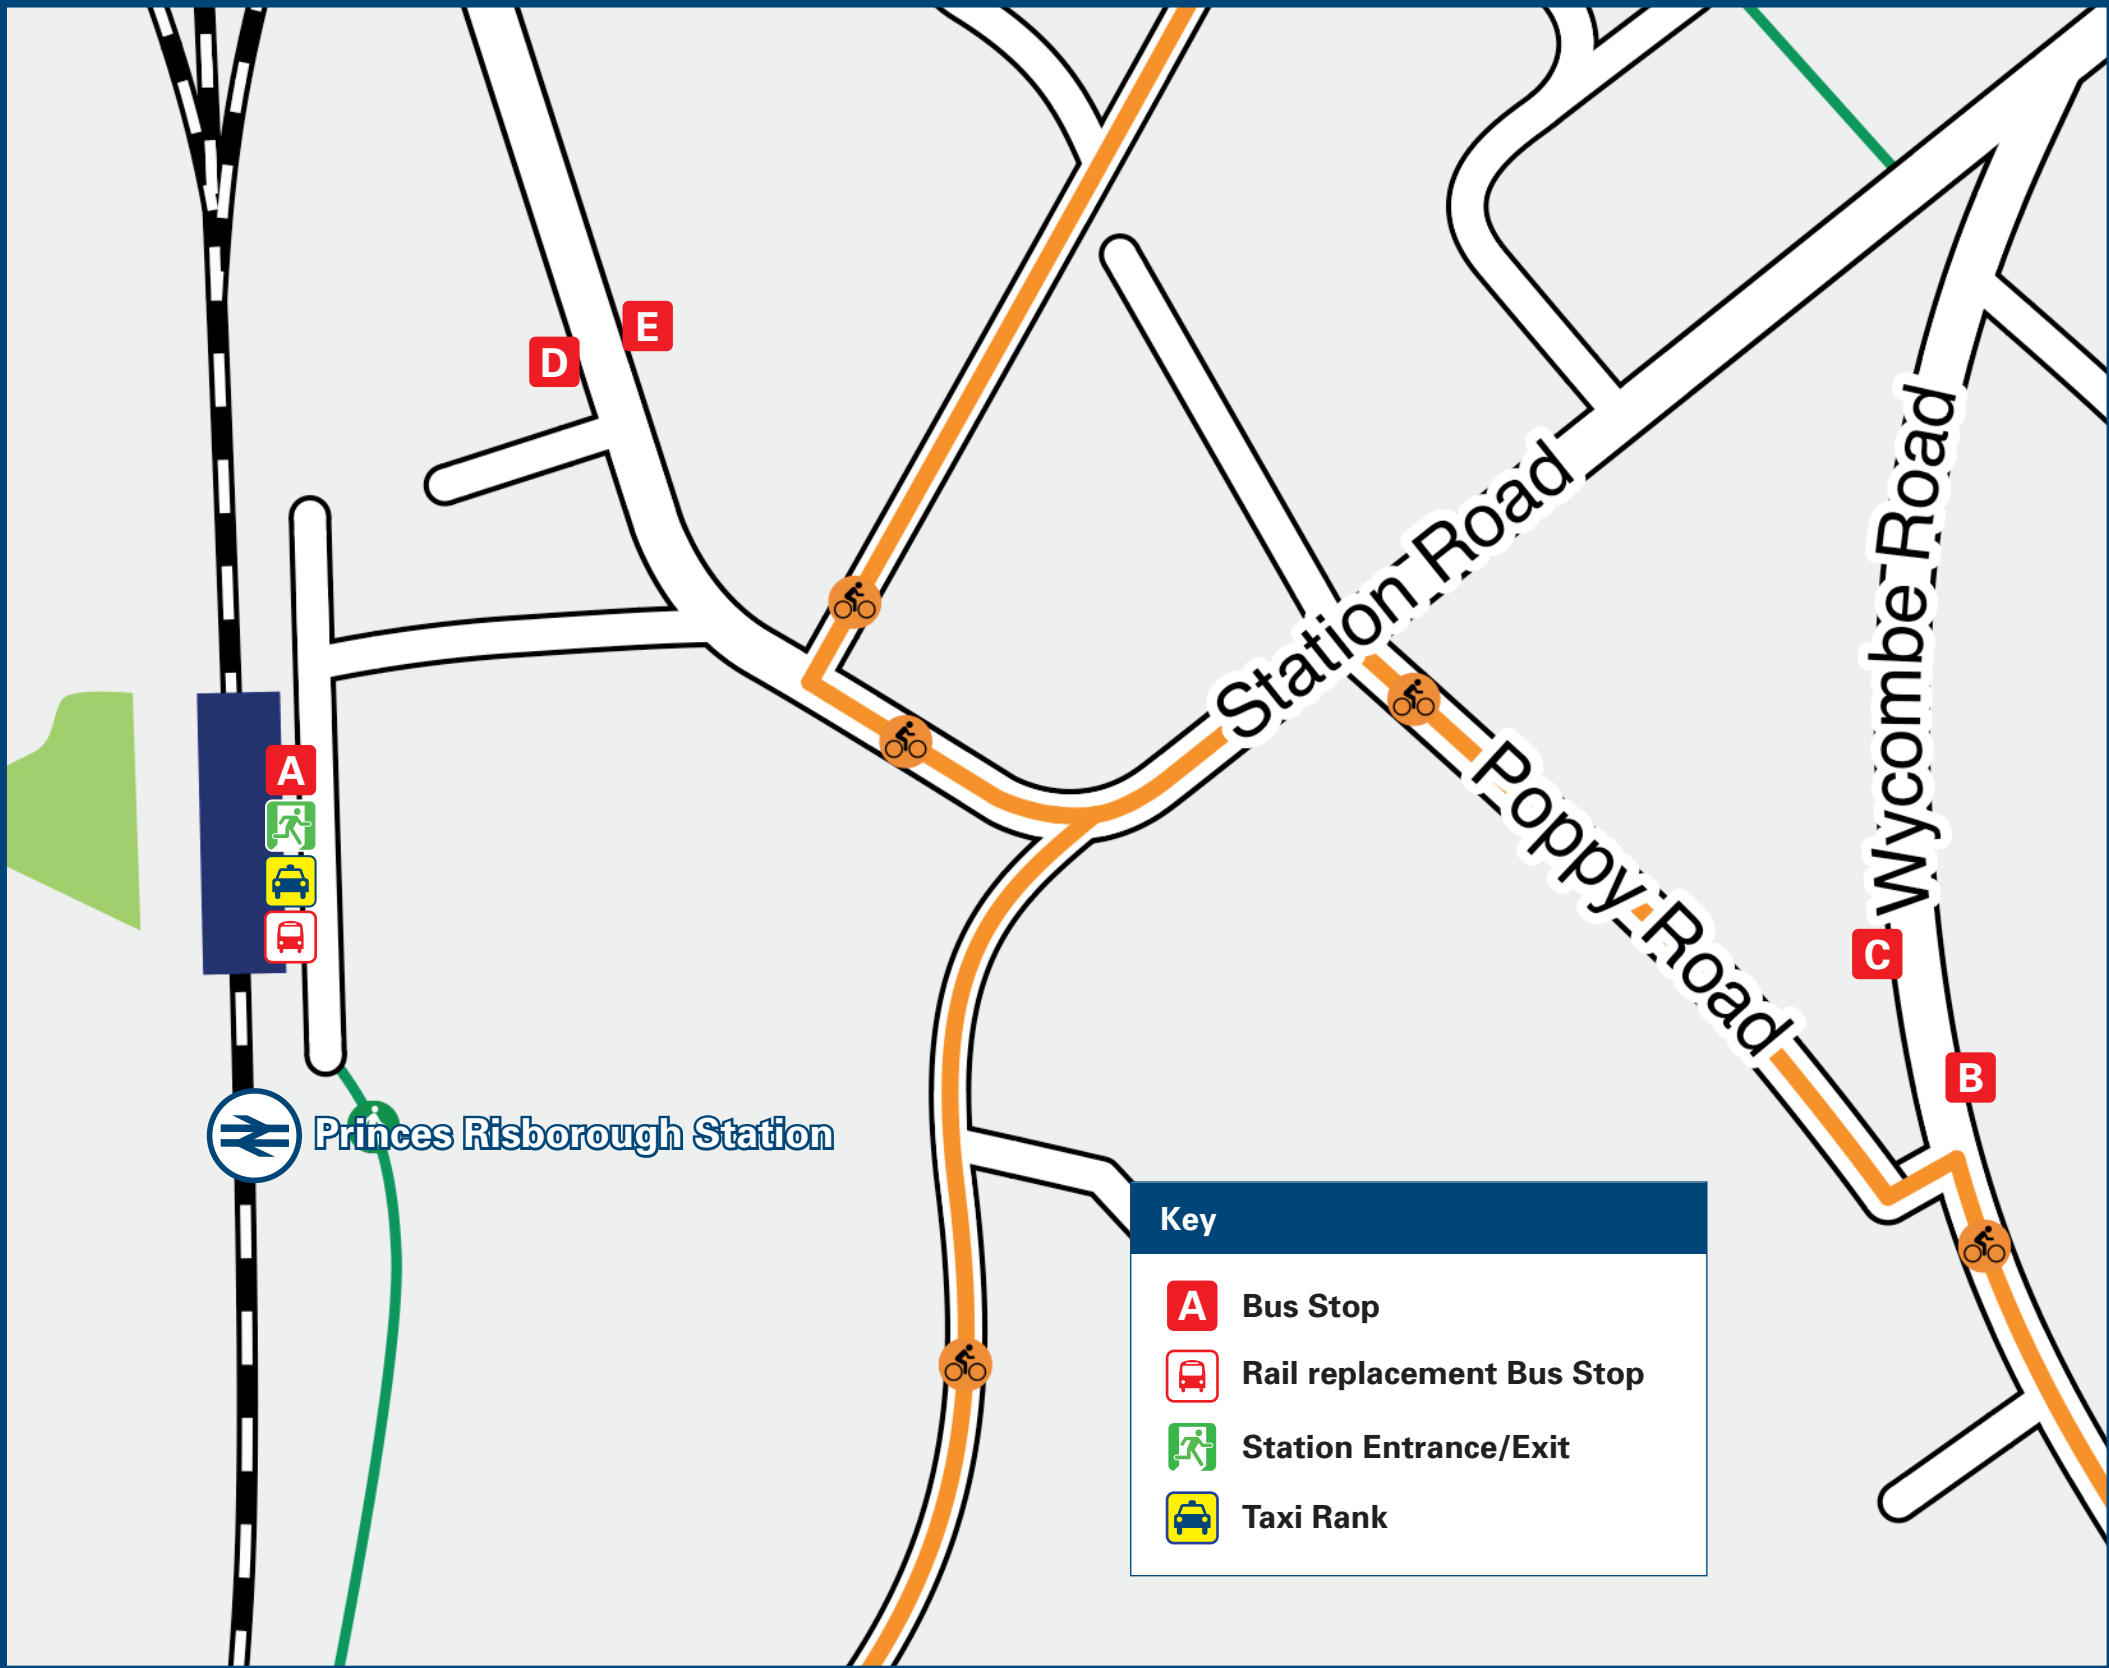 E
D
Station Road
Wycombe Road
Poppy Road
A
C
B
Princes Risborough Station
Key
A Bus Stop
Rail replacement Bus Stop
Station Entrance/Exit
Taxi Rank